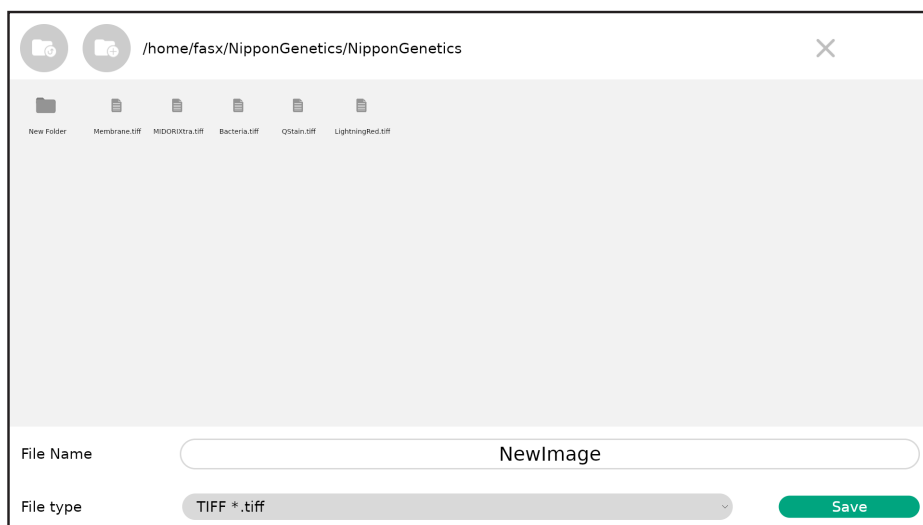 /home/fasx/NipponGenetics/NipponGenetics
New Folder Membrane.tiff MIDORIXtra.tiff Bacteria.tiff QStain.tiff LightningRed.tiff
File Name NewImage
File type TIFF *.tiff Save